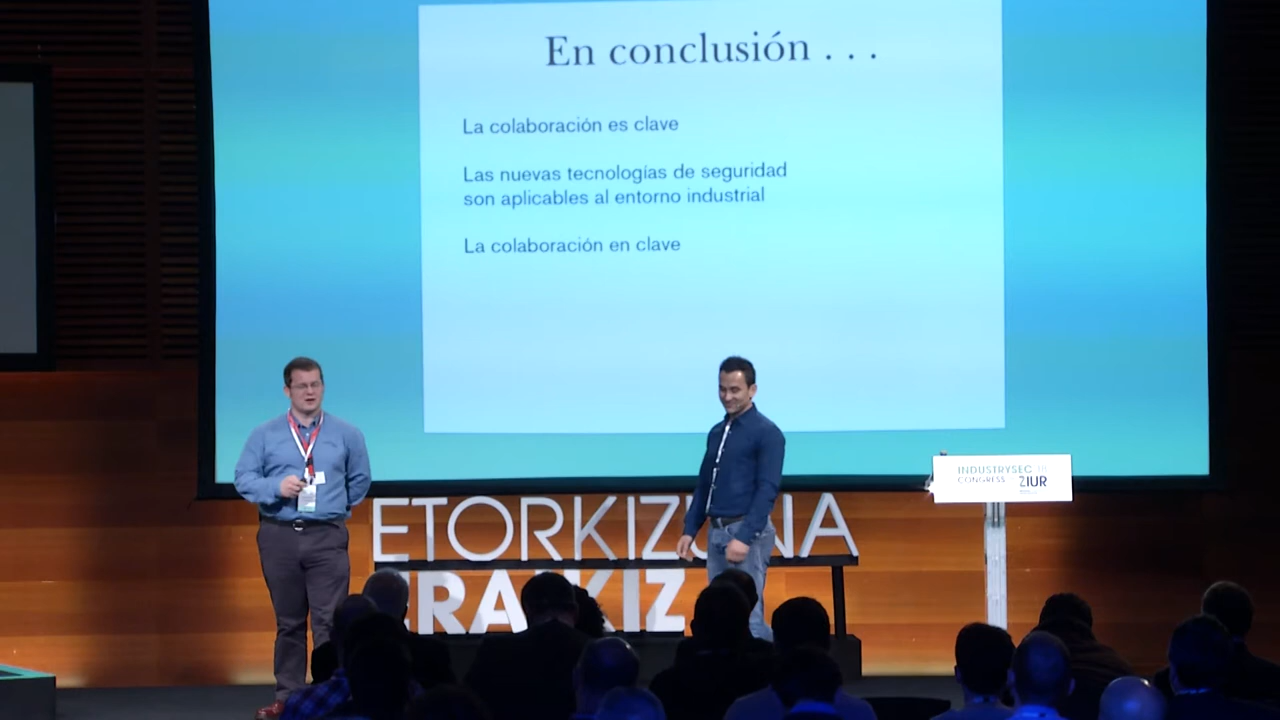 En conclusión . . .
La colaboración es clave
Las nuevas tecnologías de seguridad
son aplicables al entorno industrial
La colaboración en clave
INDUSTRYSEC
CONGRESS ZIUR
ETORKIZUNA
ERAIKIZ